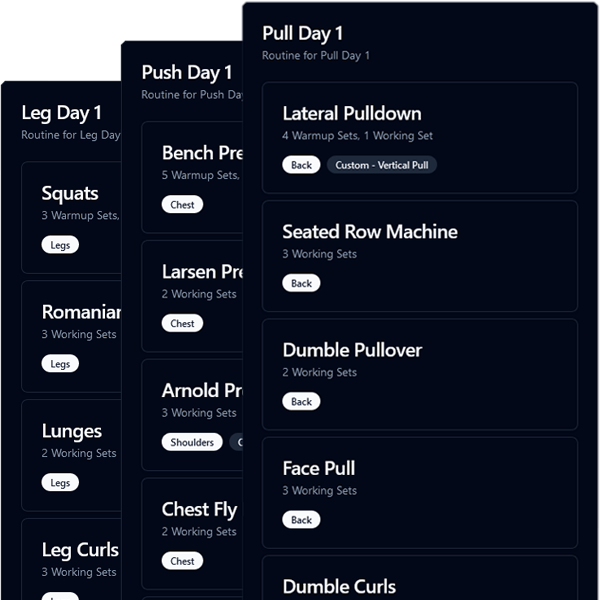 Leg Day 1
Routine for Leg Day
Squats
3 Warmup Sets,
Legs
Romanian
3 Working Sets
Legs
Lunges
2 Working Sets
Legs
Leg Curls
3 Working Sets
Legs
Push Day 1
Routine for Push Day
Bench Pre
5 Warmup Sets,
Chest
Larsen Pre
2 Working Sets
Chest
Arnold Pr
3 Working Sets
Shoulders
Chest Fly
2 Working Sets
Chest
Pull Day 1
Routine for Pull Day 1
Lateral Pulldown
4 Warmup Sets, 1 Working Set
Back
Custom - Vertical Pull
Seated Row Machine
3 Working Sets
Back
Dumble Pullover
2 Working Sets
Back
Face Pull
3 Working Sets
Back
Dumble Curls